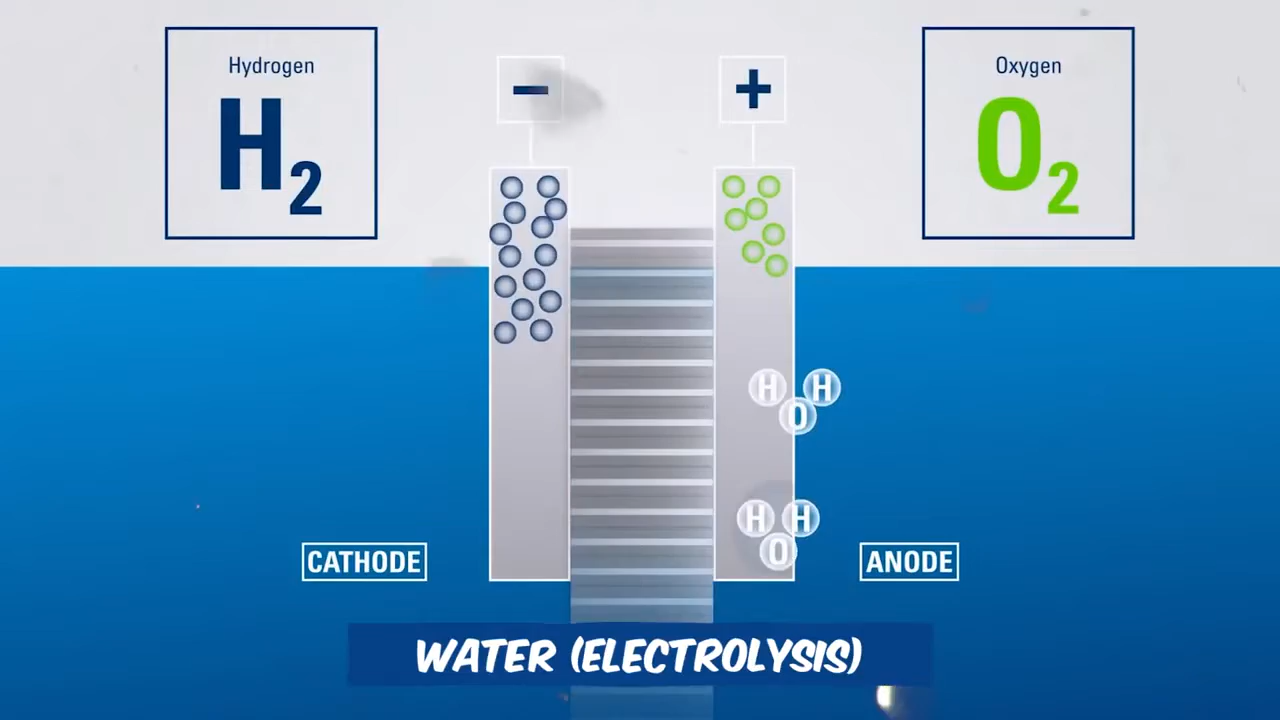 Hydrogen
H₂
−
+
Oxygen
O₂
H H
O
H H
O
CATHODE
ANODE
WATER (ELECTROLYSIS)